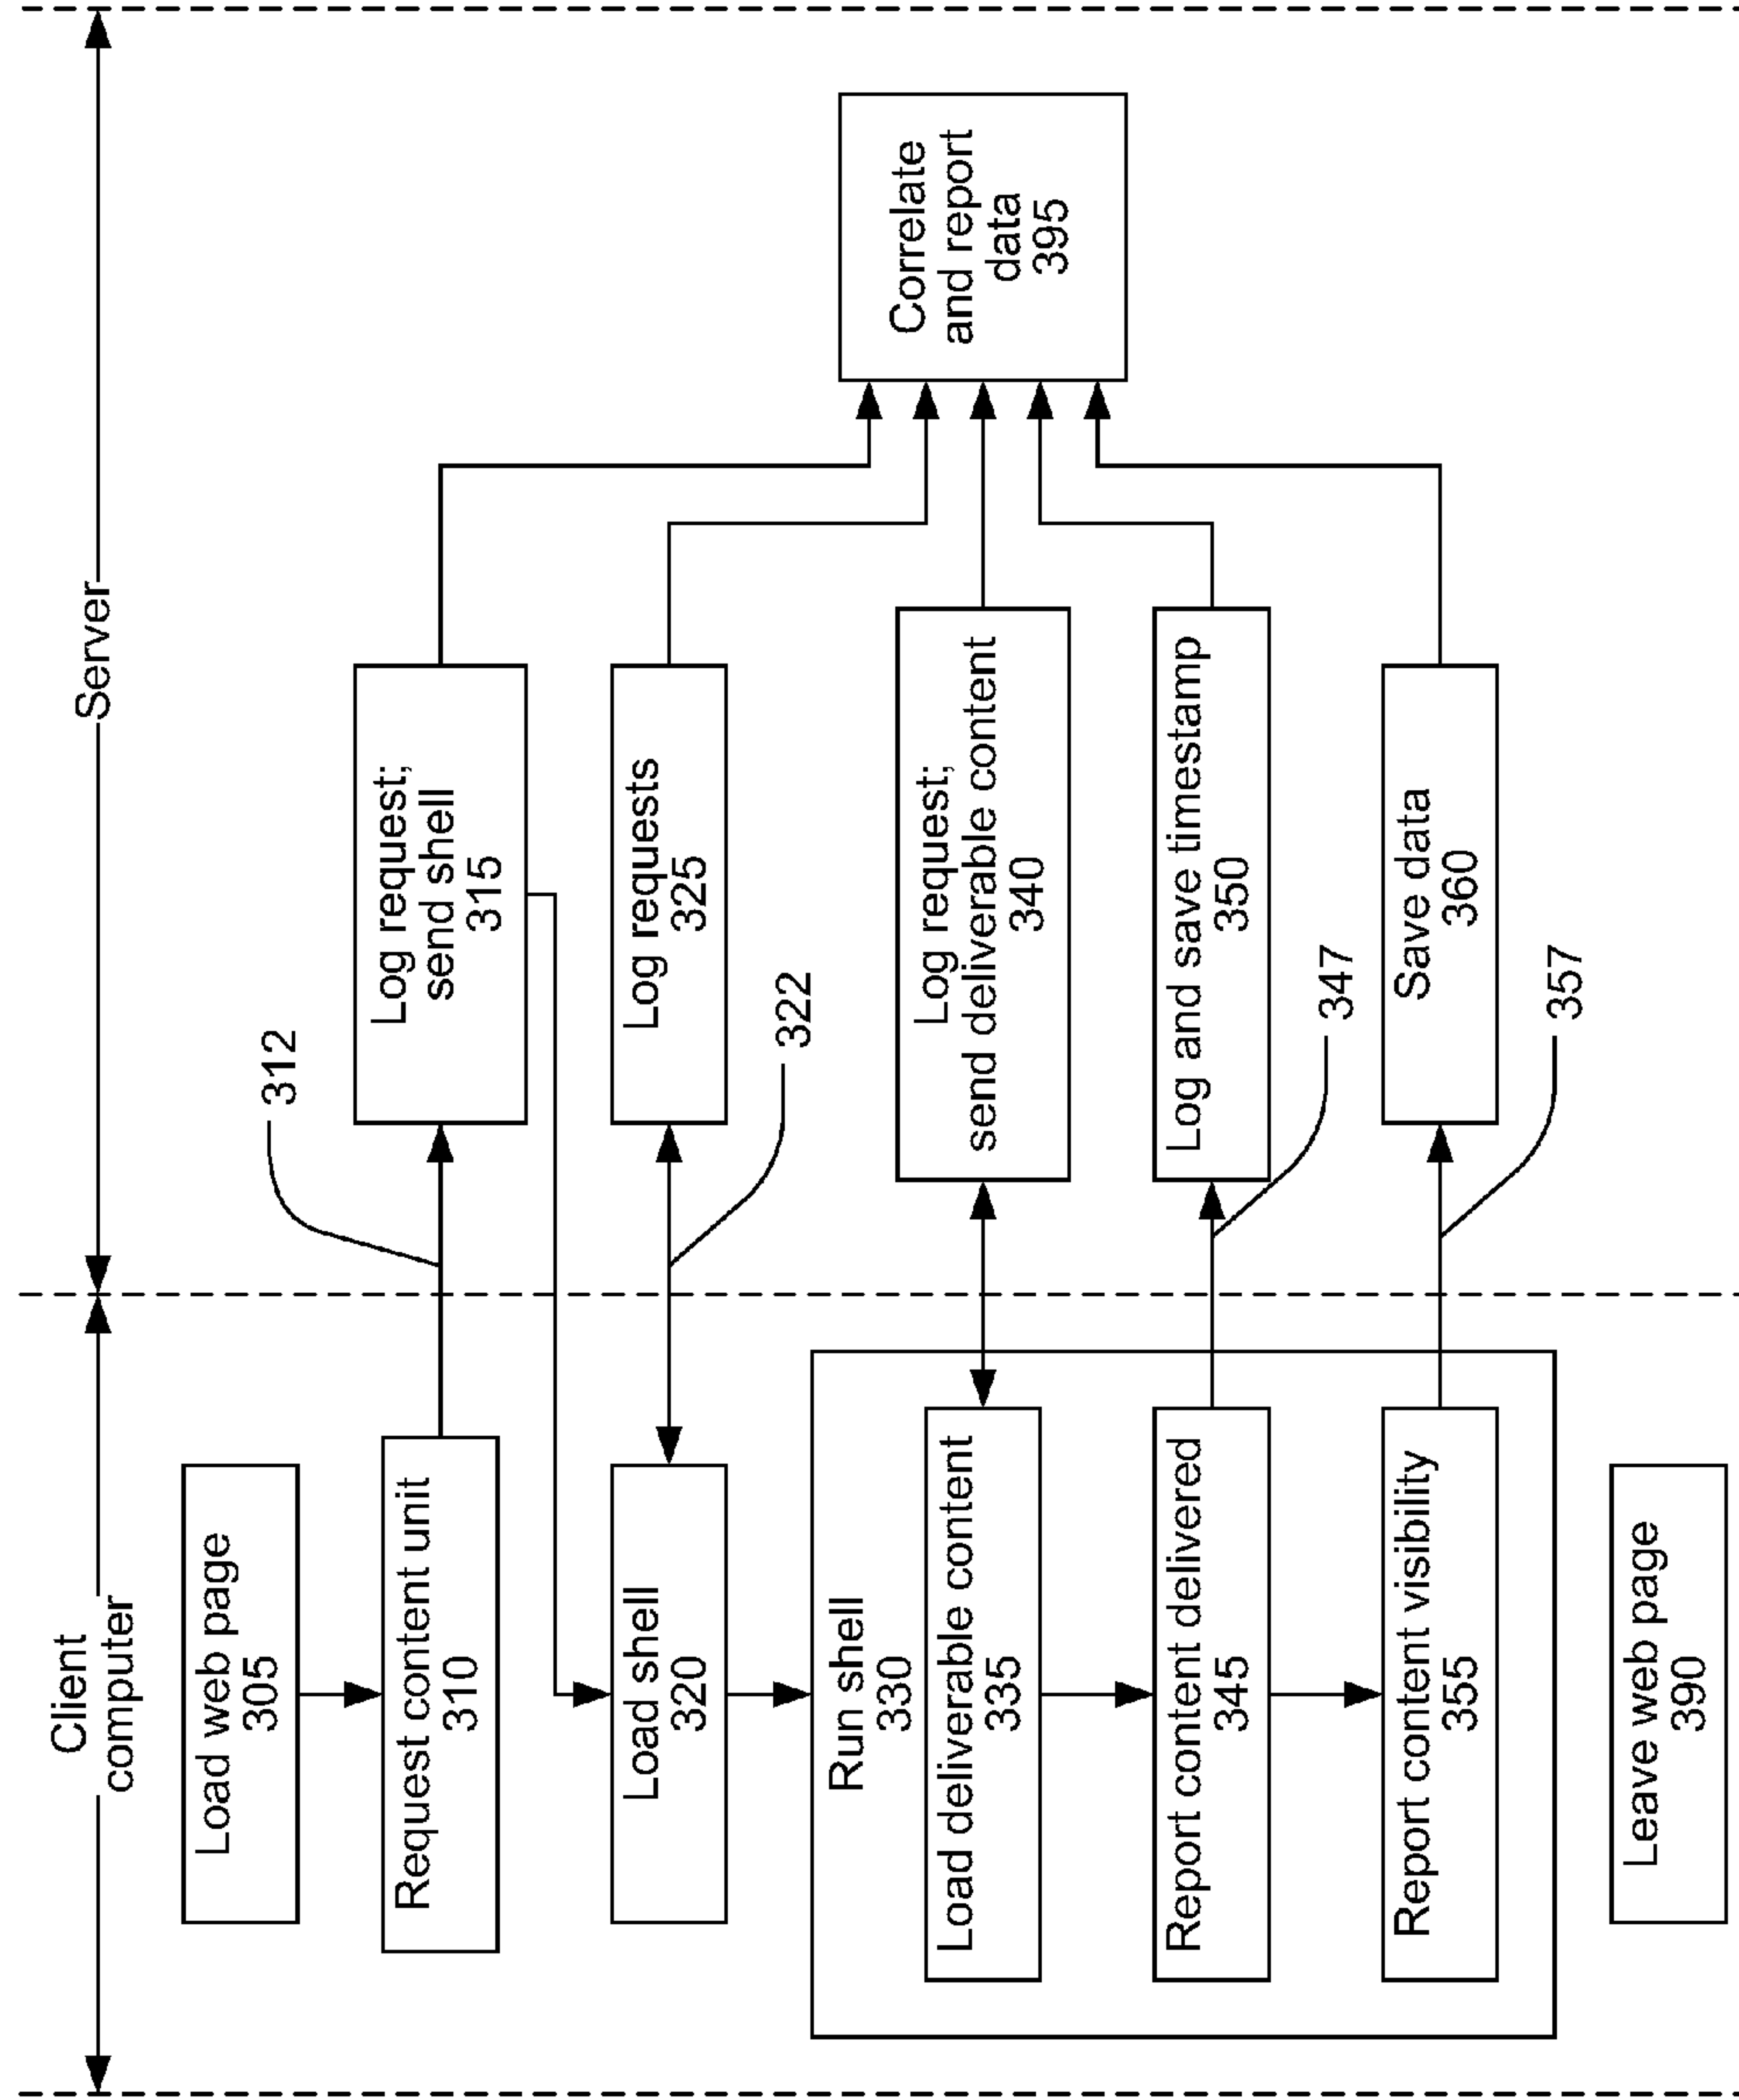 Client
computer
Server
Load web page
305
Request content unit
310
312
Log request;
send shell
315
Load shell
320
322
Log requests
325
Run shell
330
Load deliverable content
335
Log request;
send deliverable content
340
Report content delivered
345
347
Log and save timestamp
350
Report content visibility
355
357
Save data
360
Leave web page
390
Correlate
and report
data
395